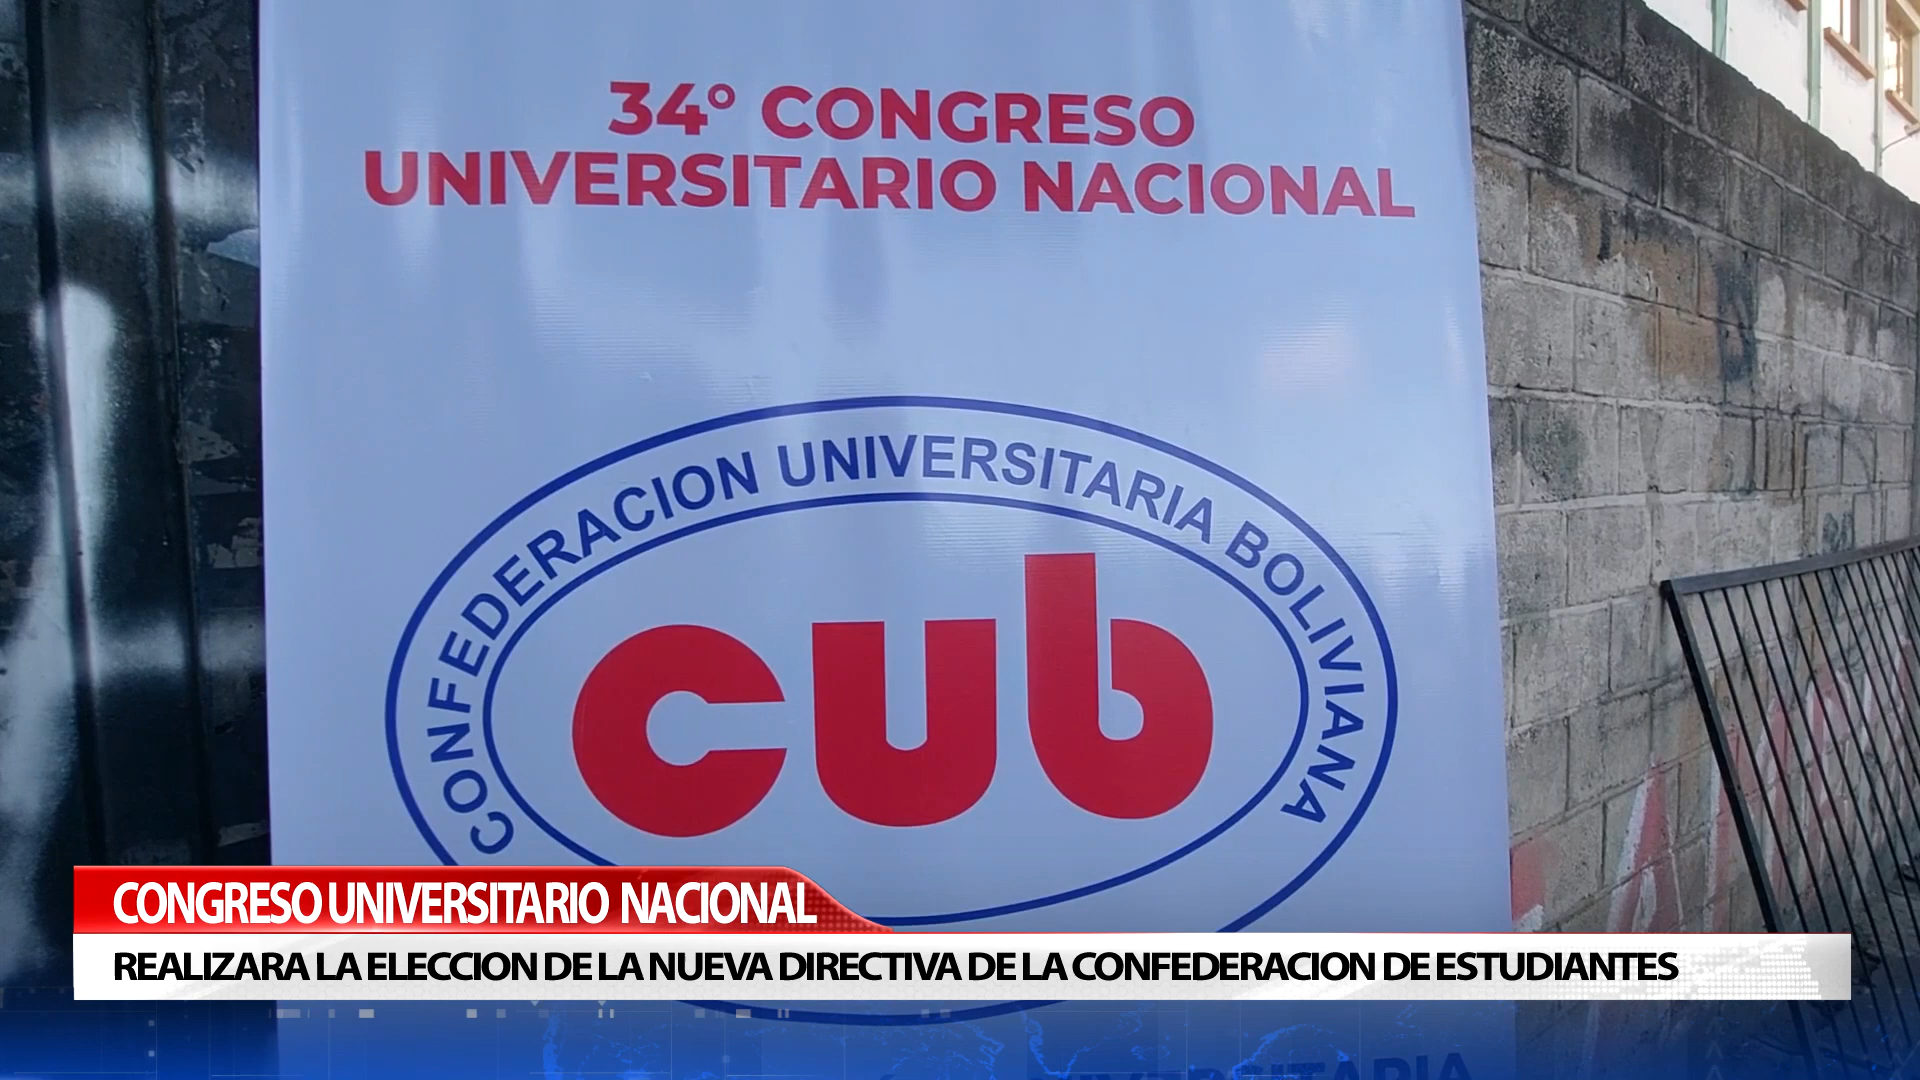 34° CONGRESO
UNIVERSITARIO NACIONAL
CONFEDERACION UNIVERSITARIA BOLIVIANA
cub
CONGRESO UNIVERSITARIO NACIONAL
REALIZARA LA ELECCION DE LA NUEVA DIRECTIVA DE LA CONFEDERACION DE ESTUDIANTES